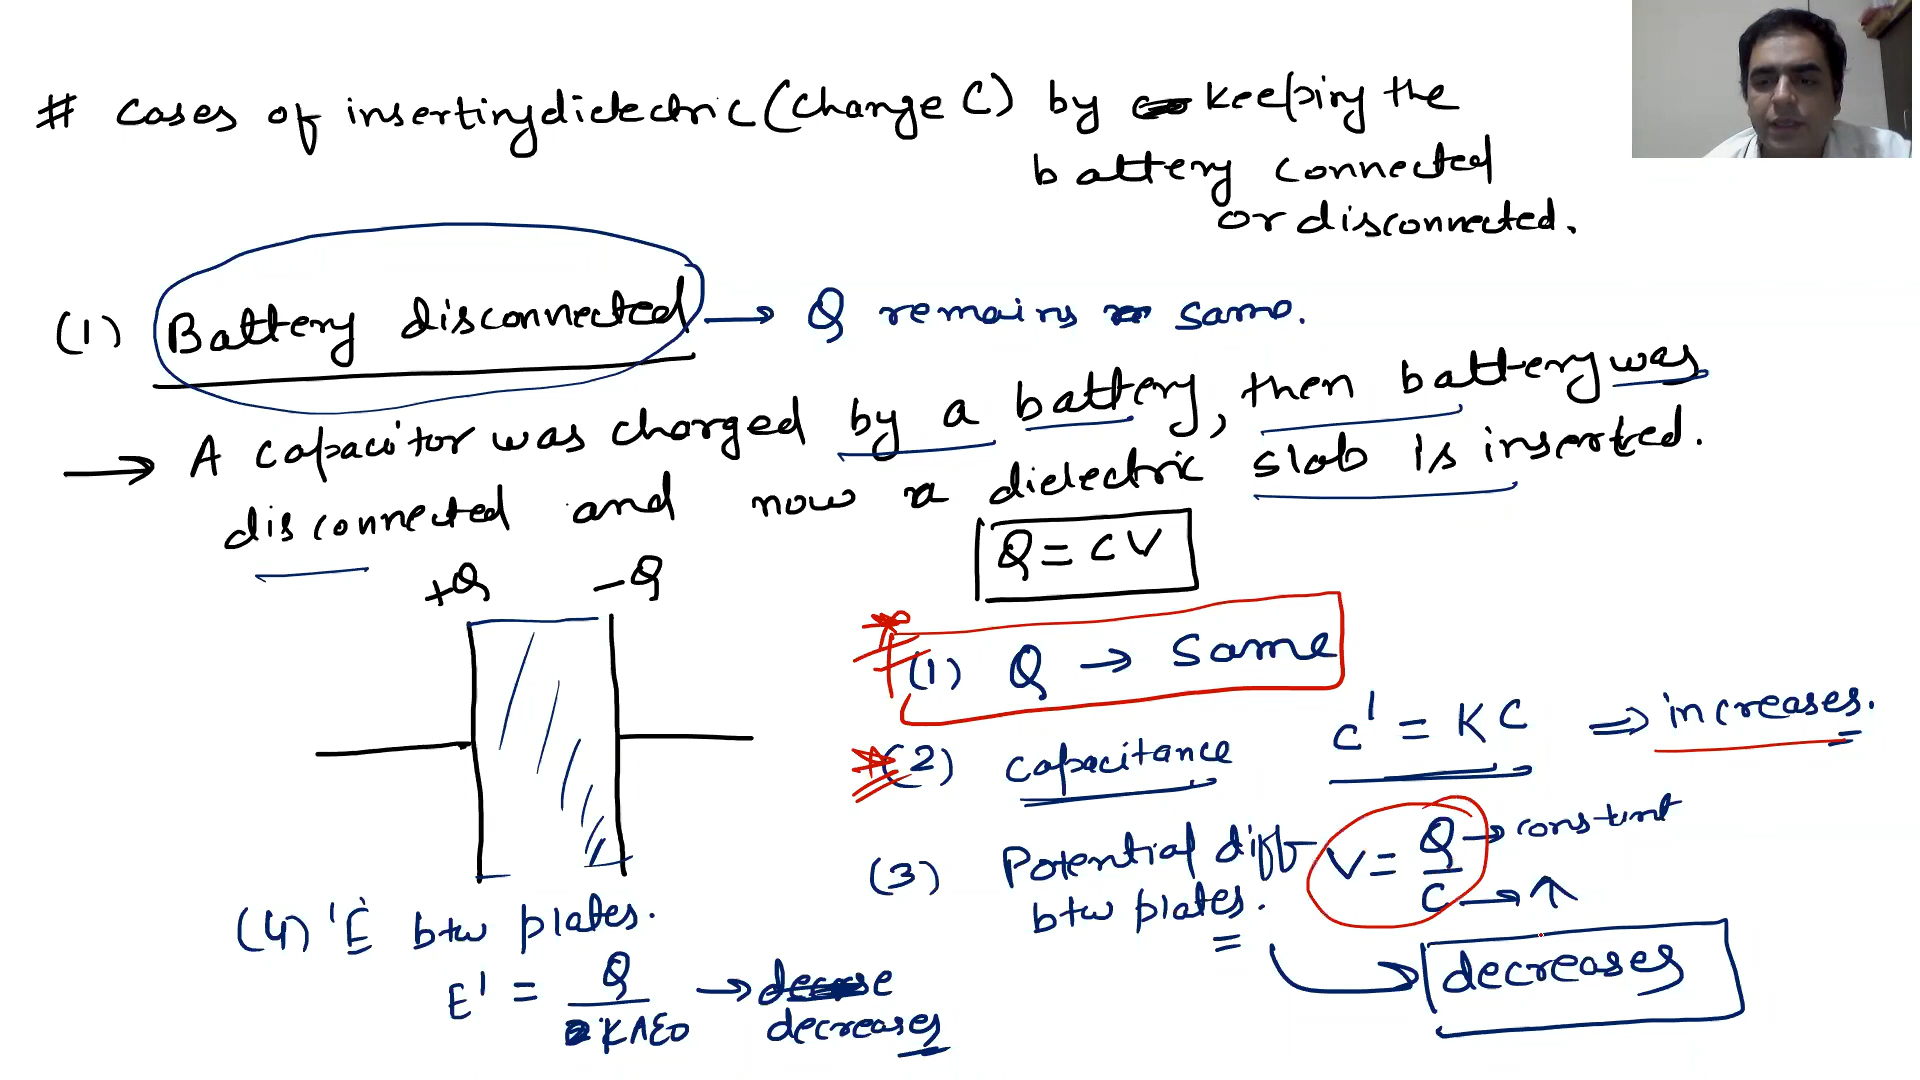 # Cases of inserting dielectric (Change C) by keeping the
battery connected
or disconnected.
(1) Battery disconnected → Q remains same.
→ A capacitor was charged by a battery, then battery was
disconnected and now a dielectric slab is inserted.
+Q −Q
Q = CV
(1) Q → Same
(2) Capacitance C' = KC ⇒ increases.
(3) Potential diff btw plates. V = Q/C
Q → constant
C → ↑
decreases
(4) 'E' btw plates.
E' = Q/KAε0 → decreases